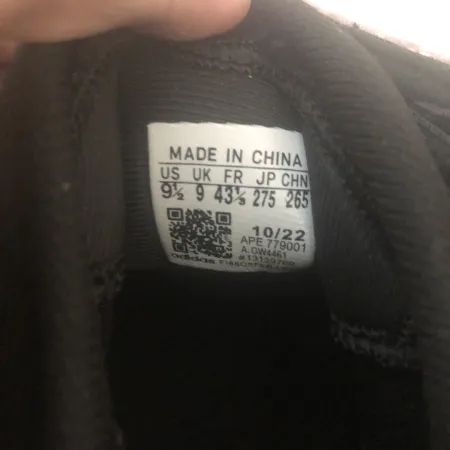 MADE IN CHINA
US UK FR JP CHN
9½ 9 43⅓ 275 265
10/22
APE 779001
adidas